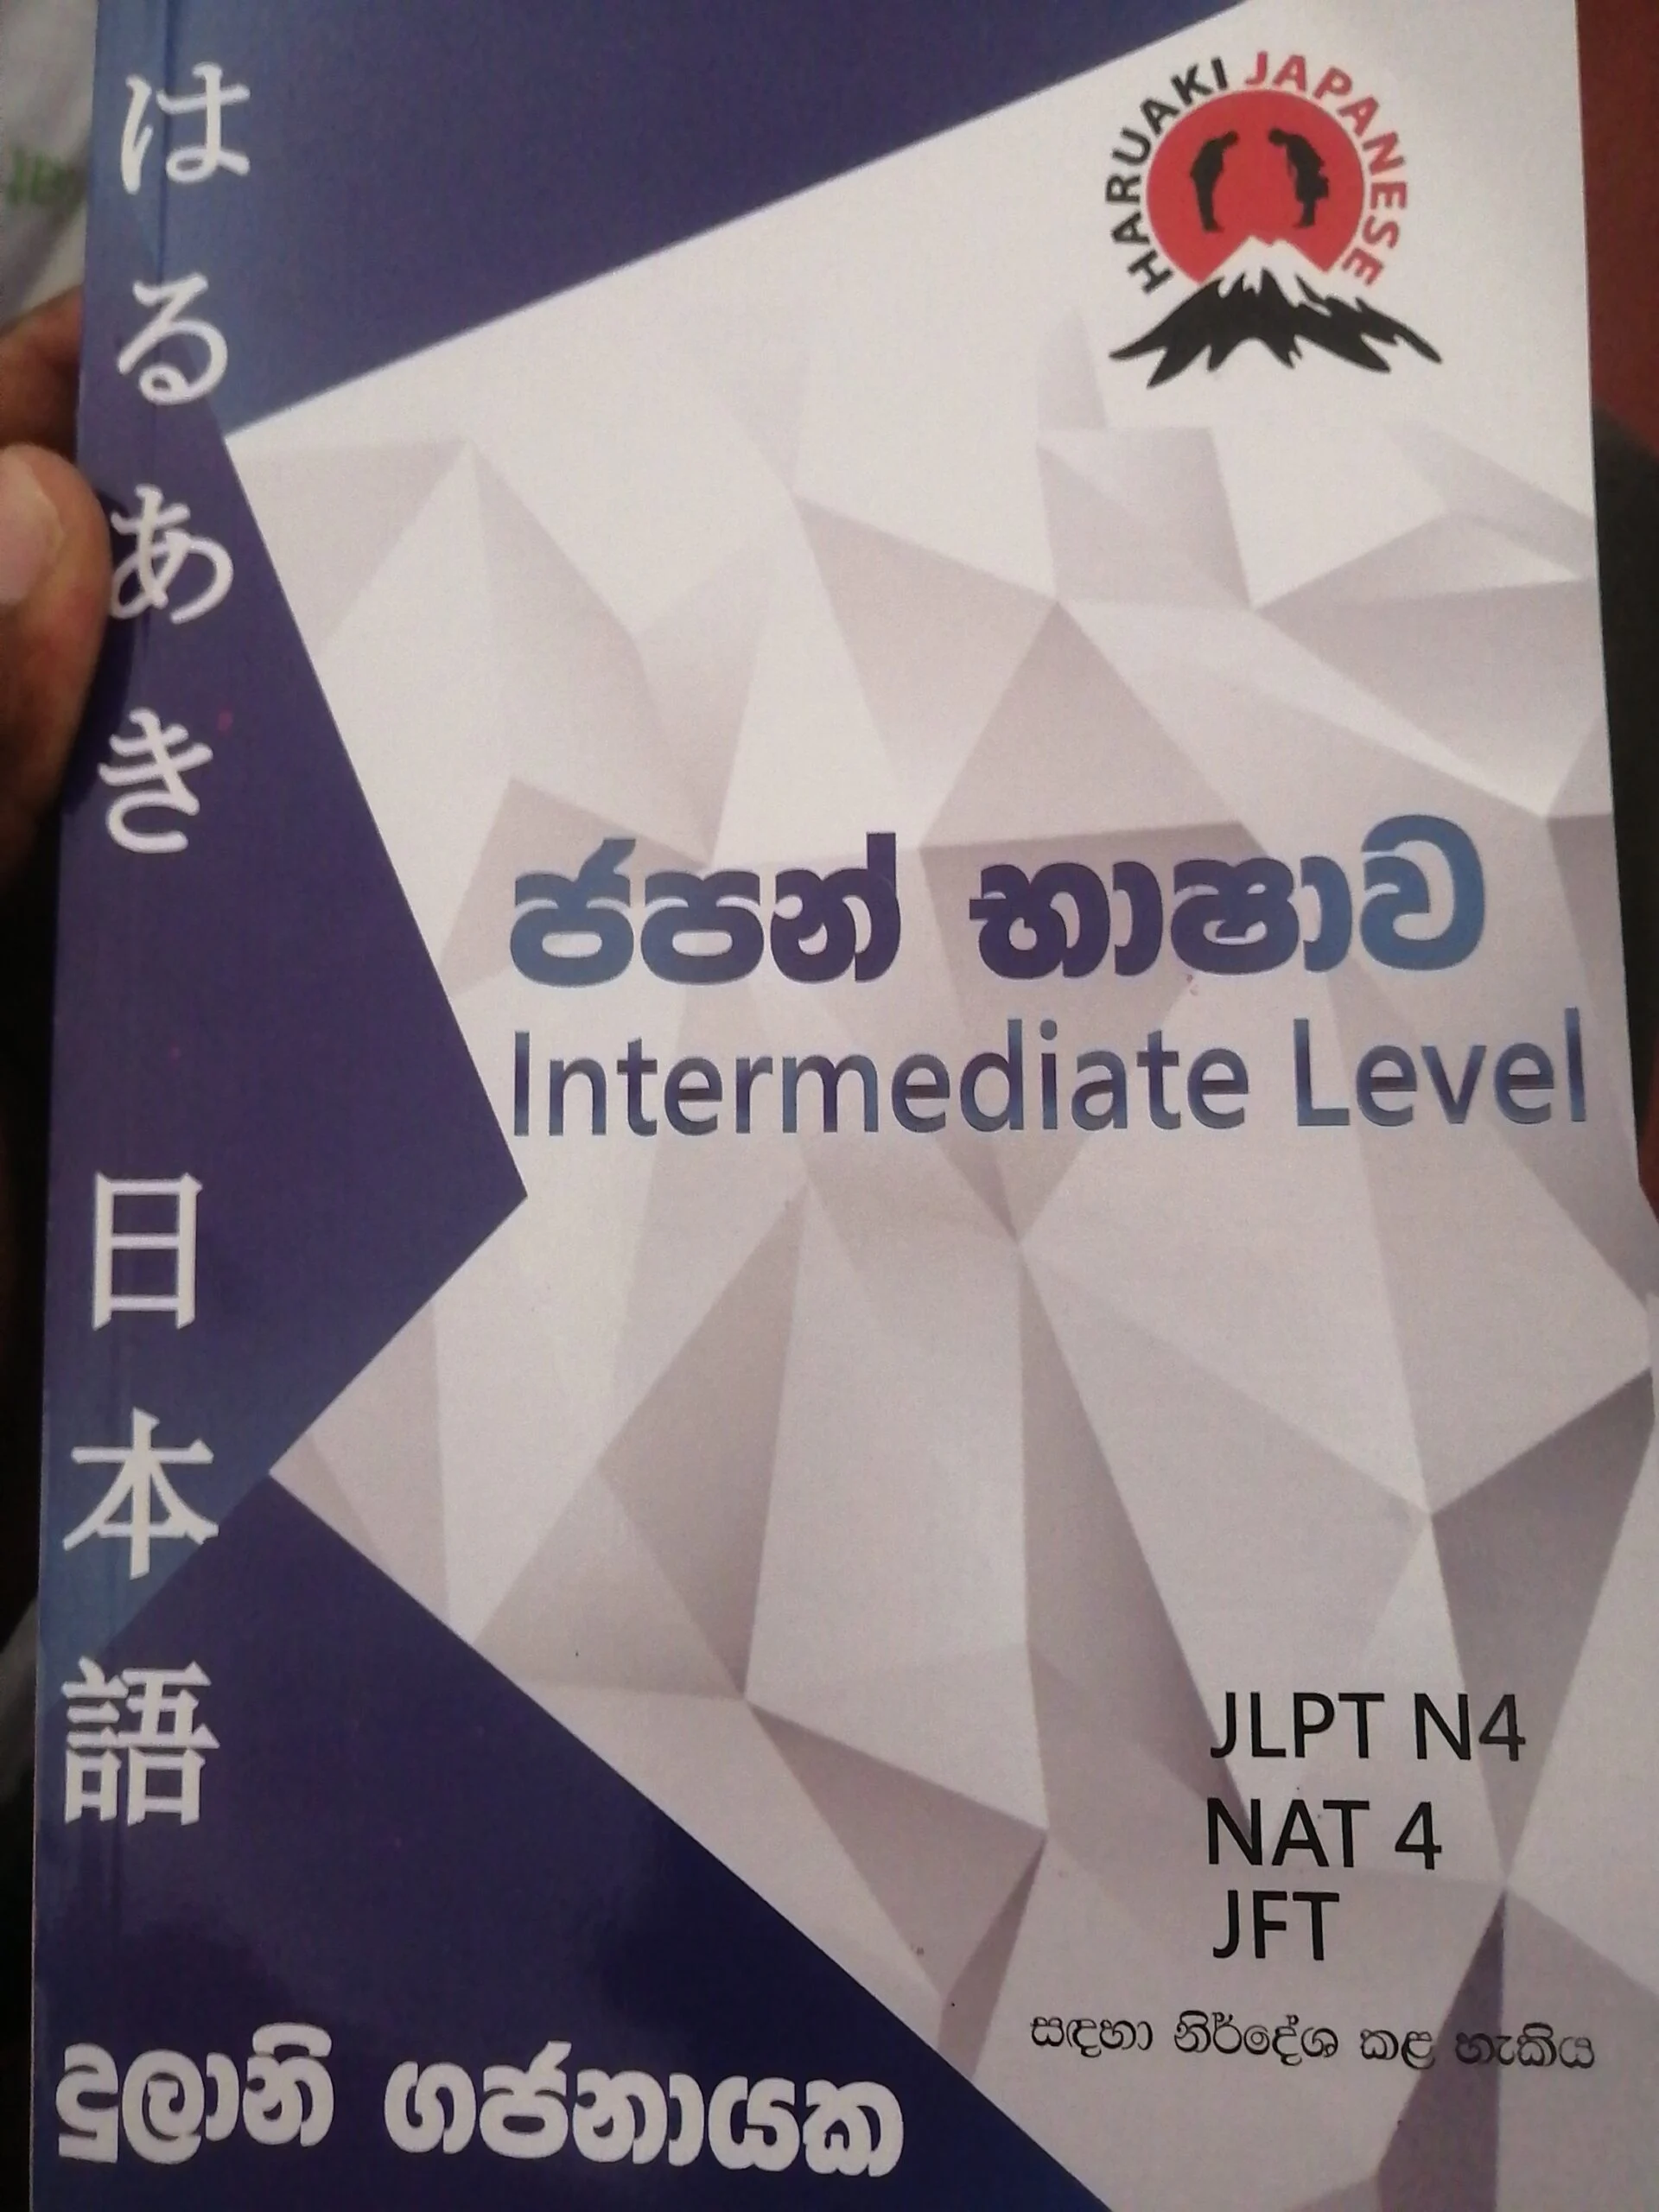 はるあき 日本語
HARUAKI JAPANESE
ජපන් භාෂාව
Intermediate Level
JLPT N4
NAT 4
JFT
සඳහා නිර්දේශ කළ හැකිය
දුලානි ගජනායක